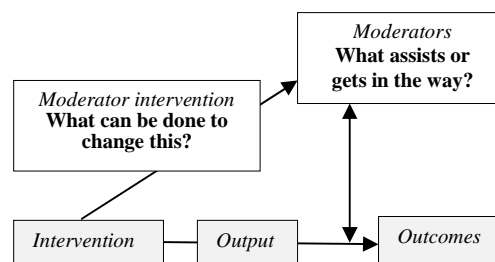 Moderators
What assists or
gets in the way?
Moderator intervention
What can be done to
change this?
Intervention
Output
Outcomes